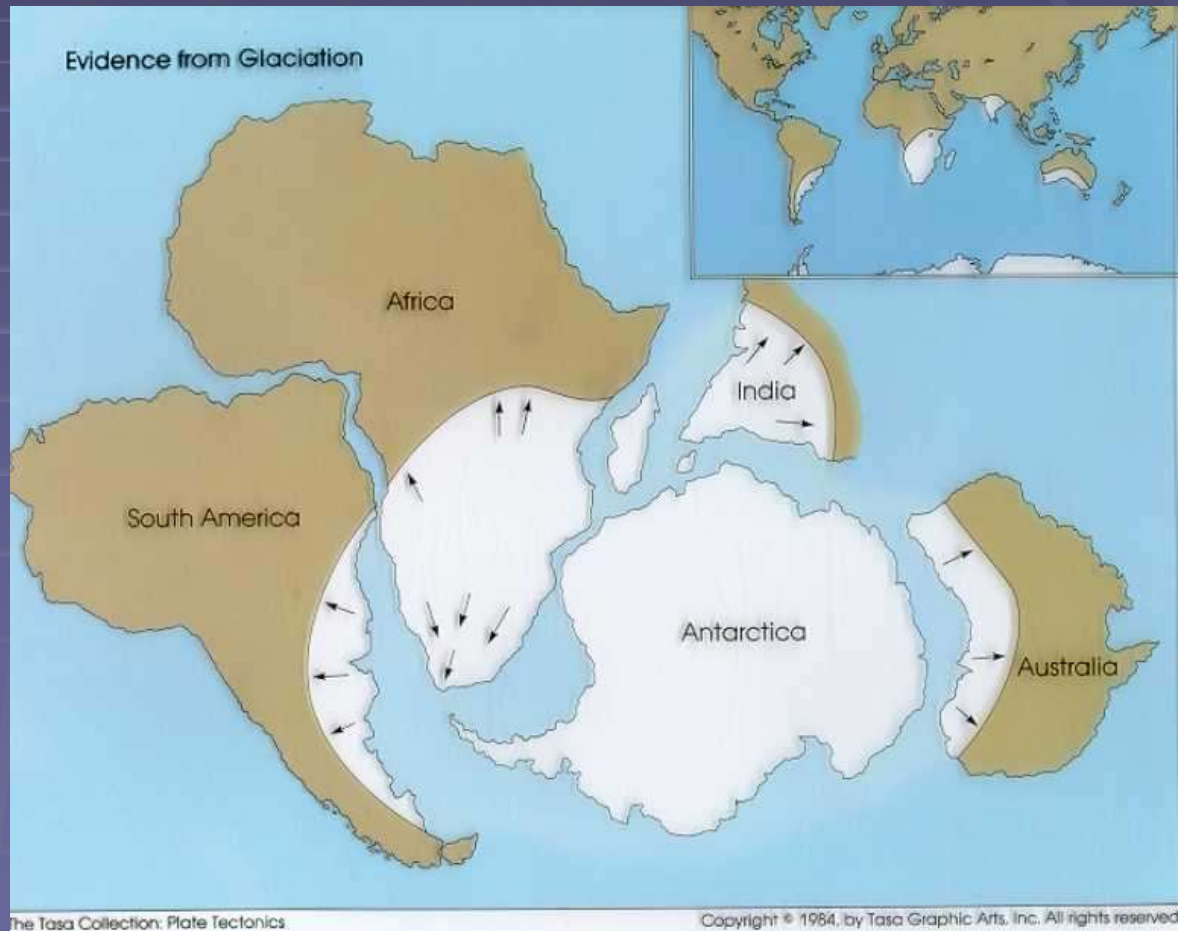 Evidence from Glaciation
Africa
India
South America
Antarctica
Australia
The Tasa Collection: Plate Tectonics
Copyright © 1984, by Tasa Graphic Arts, Inc. All rights reserved